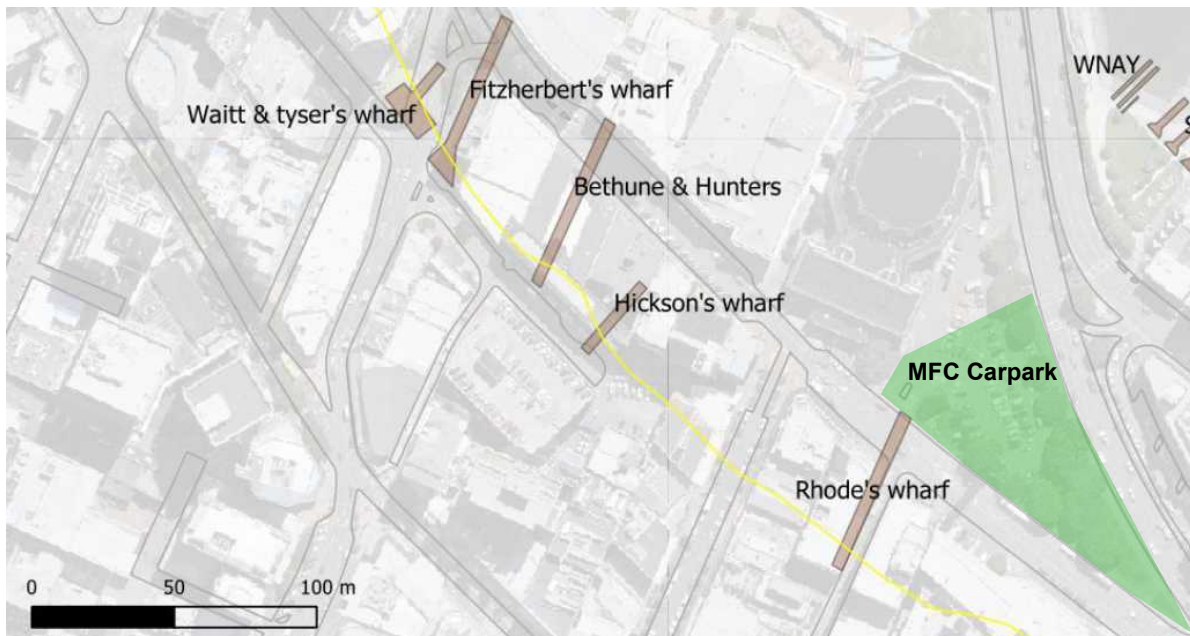 WNAY
Fitzherbert's wharf
Waitt & tyser's wharf
S
Bethune & Hunters
Hickson's wharf
MFC Carpark
Rhode's wharf
0 50 100 m